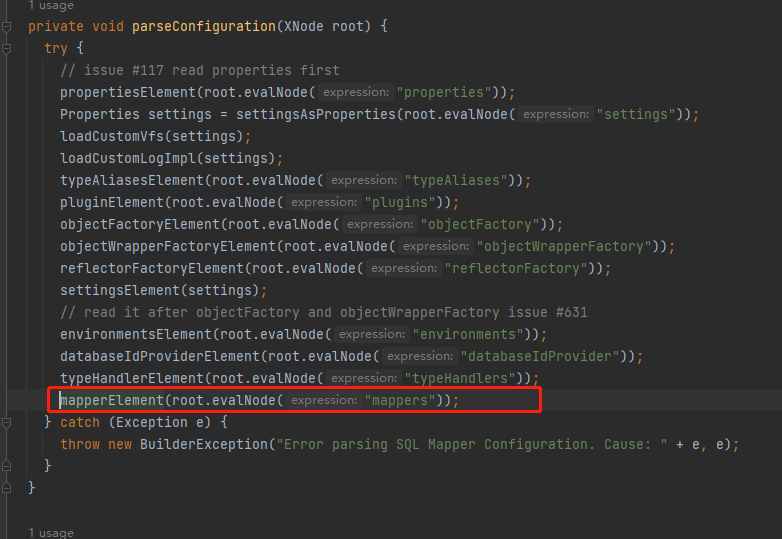 1 usage
private void parseConfiguration(XNode root) {
try {
// issue #117 read properties first
propertiesElement(root.evalNode( expression: "properties"));
Properties settings = settingsAsProperties(root.evalNode( expression: "settings"));
loadCustomVfs(settings);
loadCustomLogImpl(settings);
typeAliasesElement(root.evalNode( expression: "typeAliases"));
pluginElement(root.evalNode( expression: "plugins"));
objectFactoryElement(root.evalNode( expression: "objectFactory"));
objectWrapperFactoryElement(root.evalNode( expression: "objectWrapperFactory"));
reflectorFactoryElement(root.evalNode( expression: "reflectorFactory"));
settingsElement(settings);
// read it after objectFactory and objectWrapperFactory issue #631
environmentsElement(root.evalNode( expression: "environments"));
databaseIdProviderElement(root.evalNode( expression: "databaseIdProvider"));
typeHandlerElement(root.evalNode( expression: "typeHandlers"));
mapperElement(root.evalNode( expression: "mappers"));
} catch (Exception e) {
throw new BuilderException("Error parsing SQL Mapper Configuration. Cause: " + e, e);
}
}
1 usage